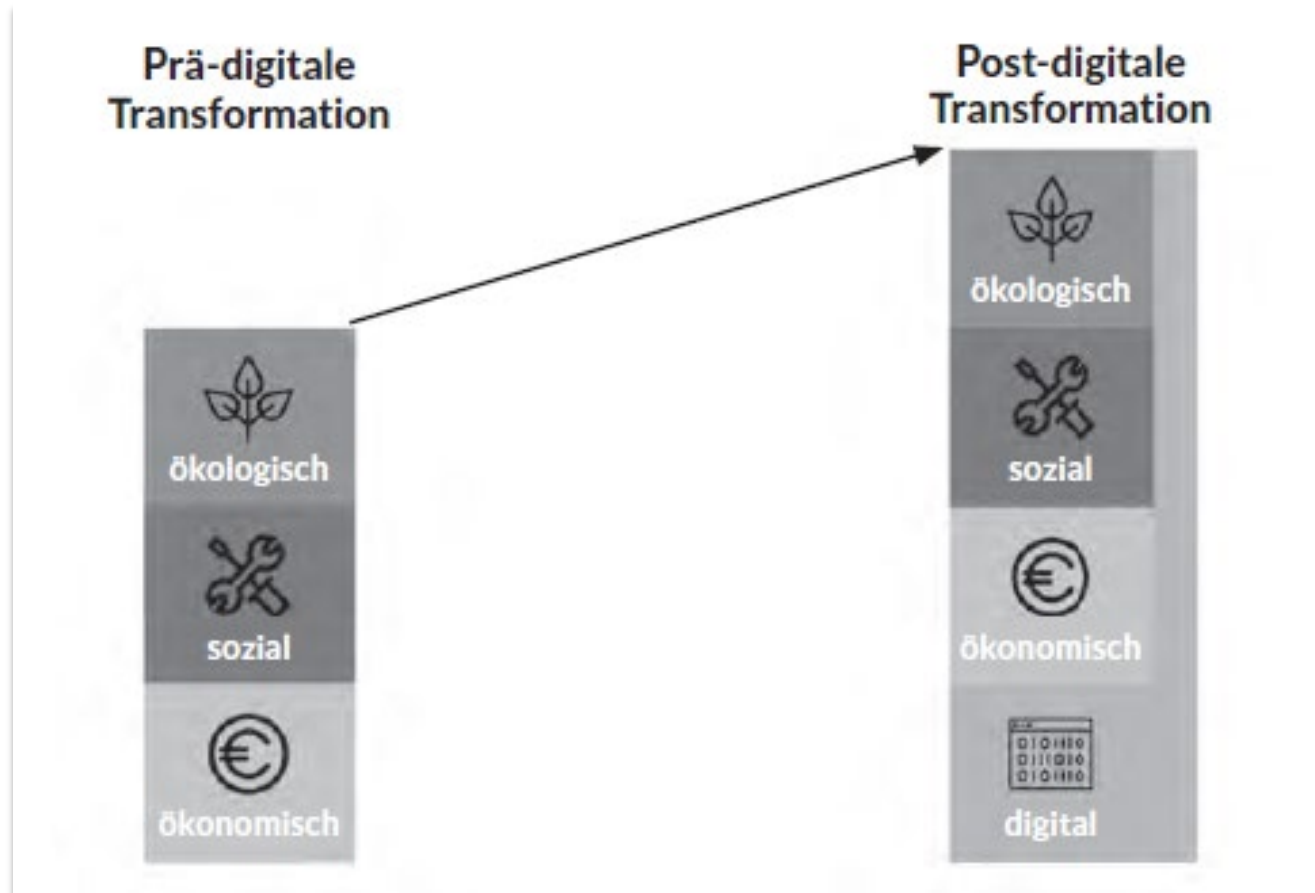 Prä-digitale
Transformation
ökologisch
sozial
ökonomisch
Post-digitale
Transformation
ökologisch
sozial
ökonomisch
digital